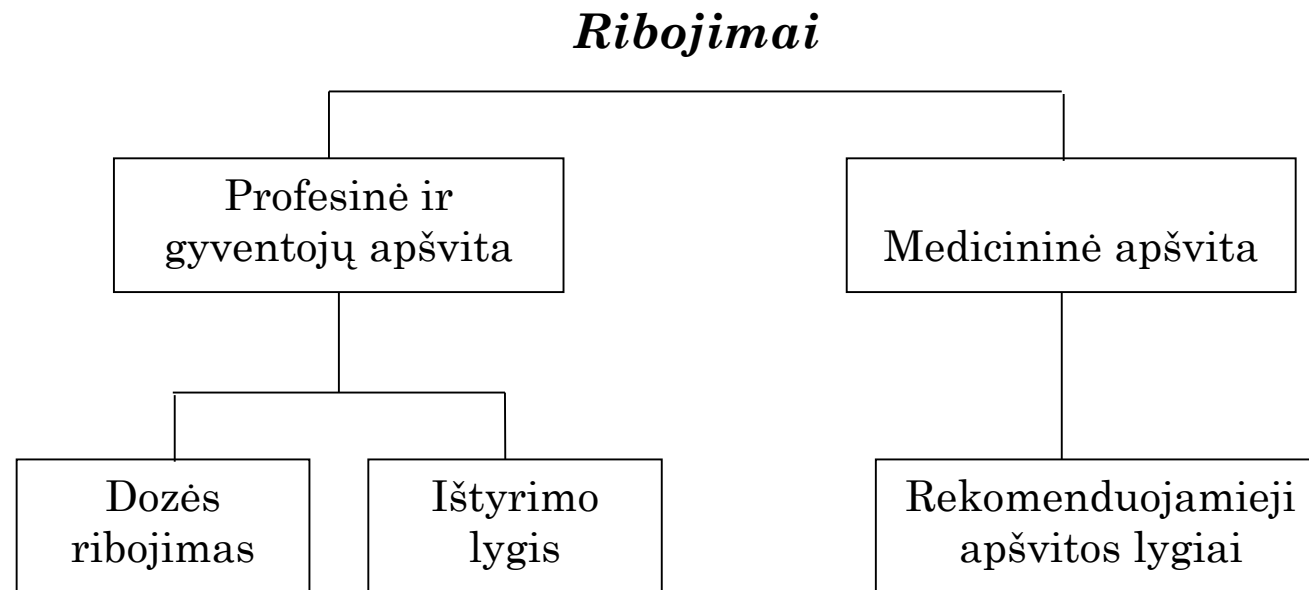 Ribojimai
Profesinė ir
gyventojų apšvita
Medicininė apšvita
Dozės
ribojimas
Ištyrimo
lygis
Rekomenduojamieji
apšvitos lygiai